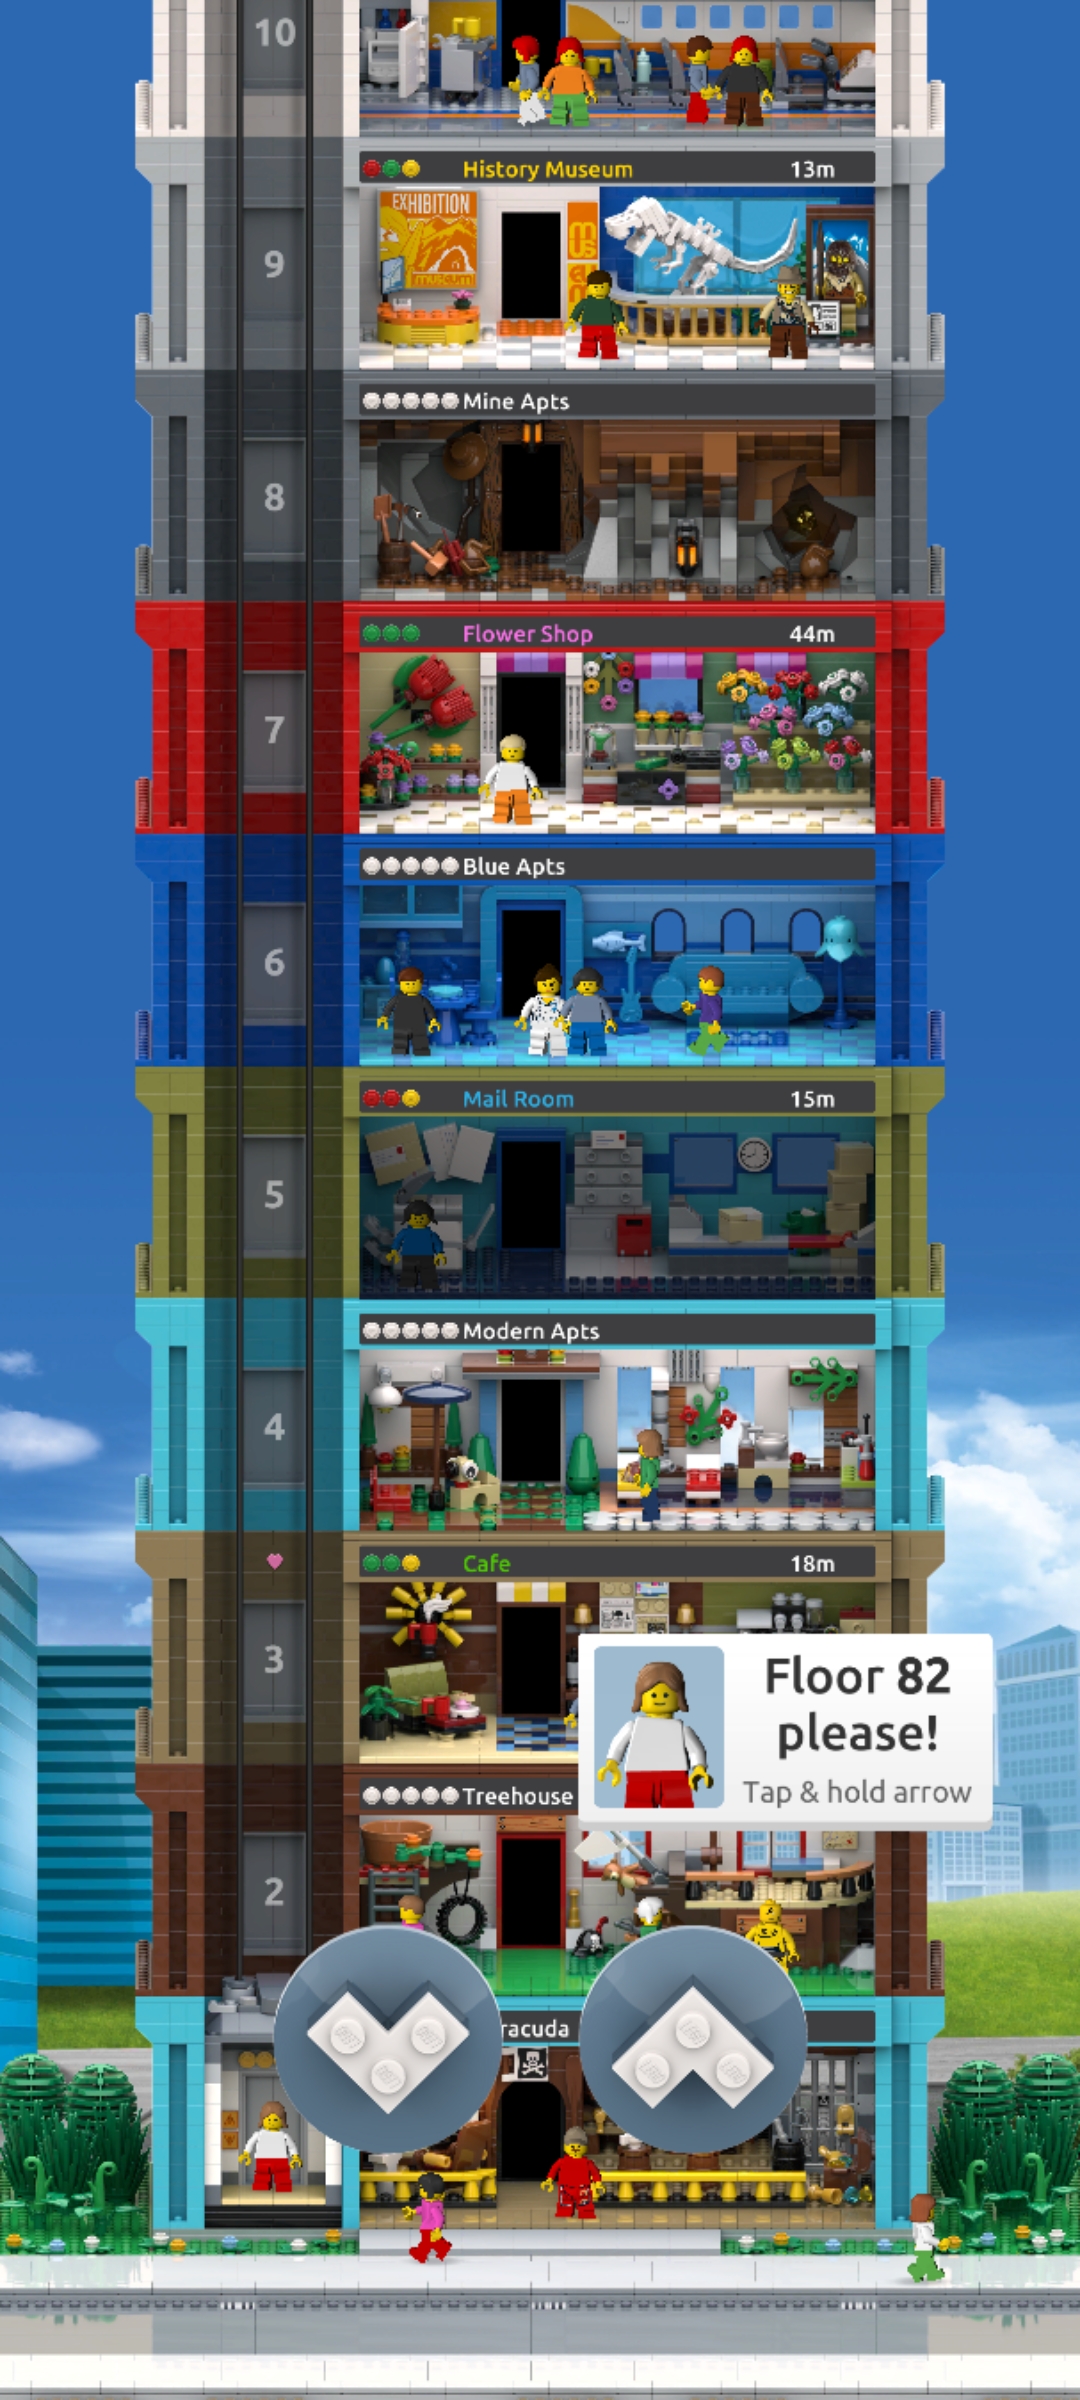 10
History Museum 13m
EXHIBITION
museum
9
Mine Apts
8
Flower Shop 44m
7
Blue Apts
6
Mail Room 15m
5
Modern Apts
4
Cafe 18m
3
Floor 82
please!
Tap & hold arrow
Treehouse
2
racuda